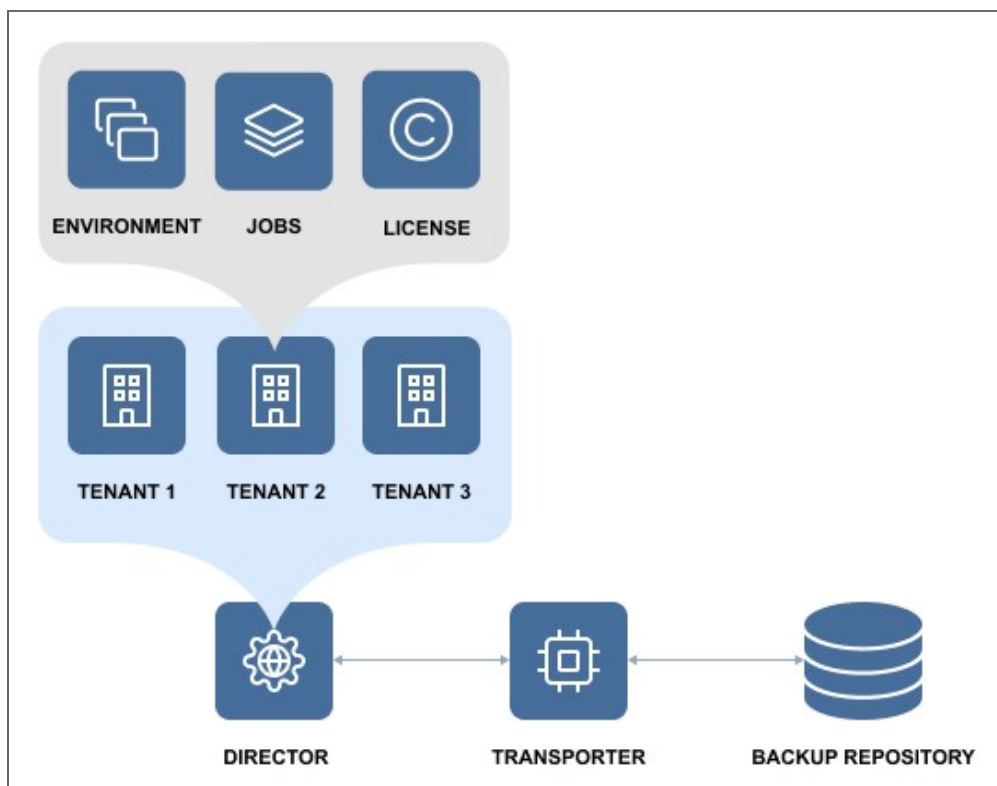 ENVIRONMENT JOBS LICENSE
TENANT 1 TENANT 2 TENANT 3
DIRECTOR TRANSPORTER BACKUP REPOSITORY